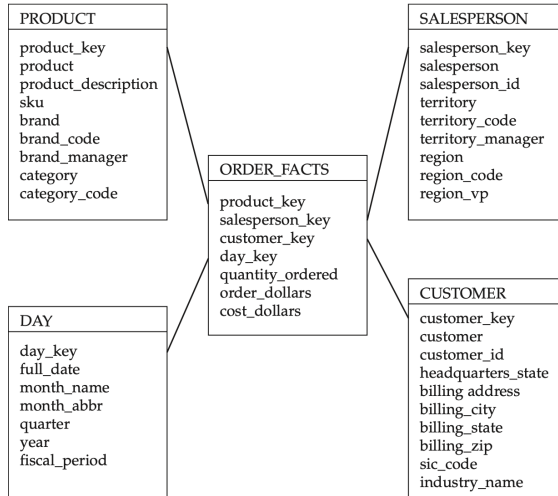 PRODUCT
product_key
product
product_description
sku
brand
brand_code
brand_manager
category
category_code
SALESPERSON
salesperson_key
salesperson
salesperson_id
territory
territory_code
territory_manager
region
region_code
region_vp
ORDER_FACTS
product_key
salesperson_key
customer_key
day_key
quantity_ordered
order_dollars
cost_dollars
DAY
day_key
full_date
month_name
month_abbr
quarter
year
fiscal_period
CUSTOMER
customer_key
customer
customer_id
headquarters_state
billing address
billing_city
billing_state
billing_zip
sic_code
industry_name